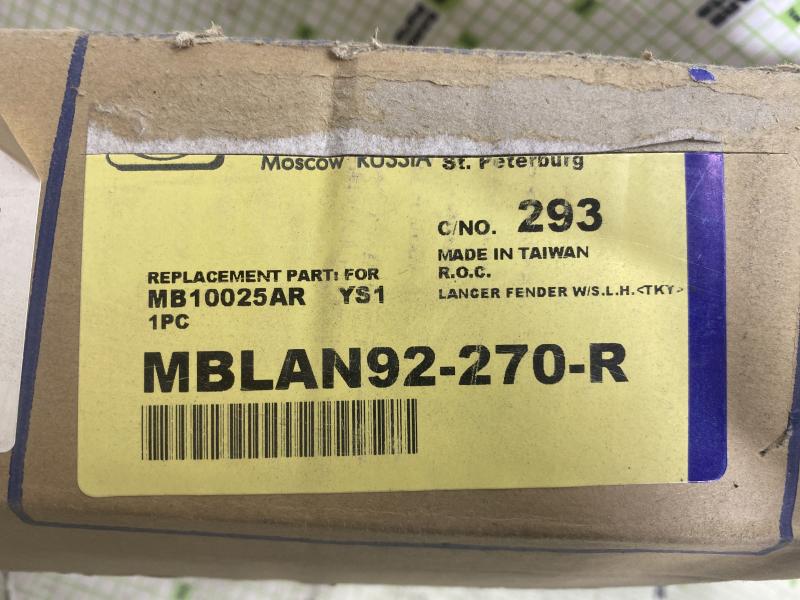 Moscow RUSSIA St. Peterburg
C/NO. 293
MADE IN TAIWAN
R.O.C.
LANCER FENDER W/S.L.H.<TKY>
REPLACEMENT PART: FOR
MB10025AR YS1
1PC
MBLAN92-270-R